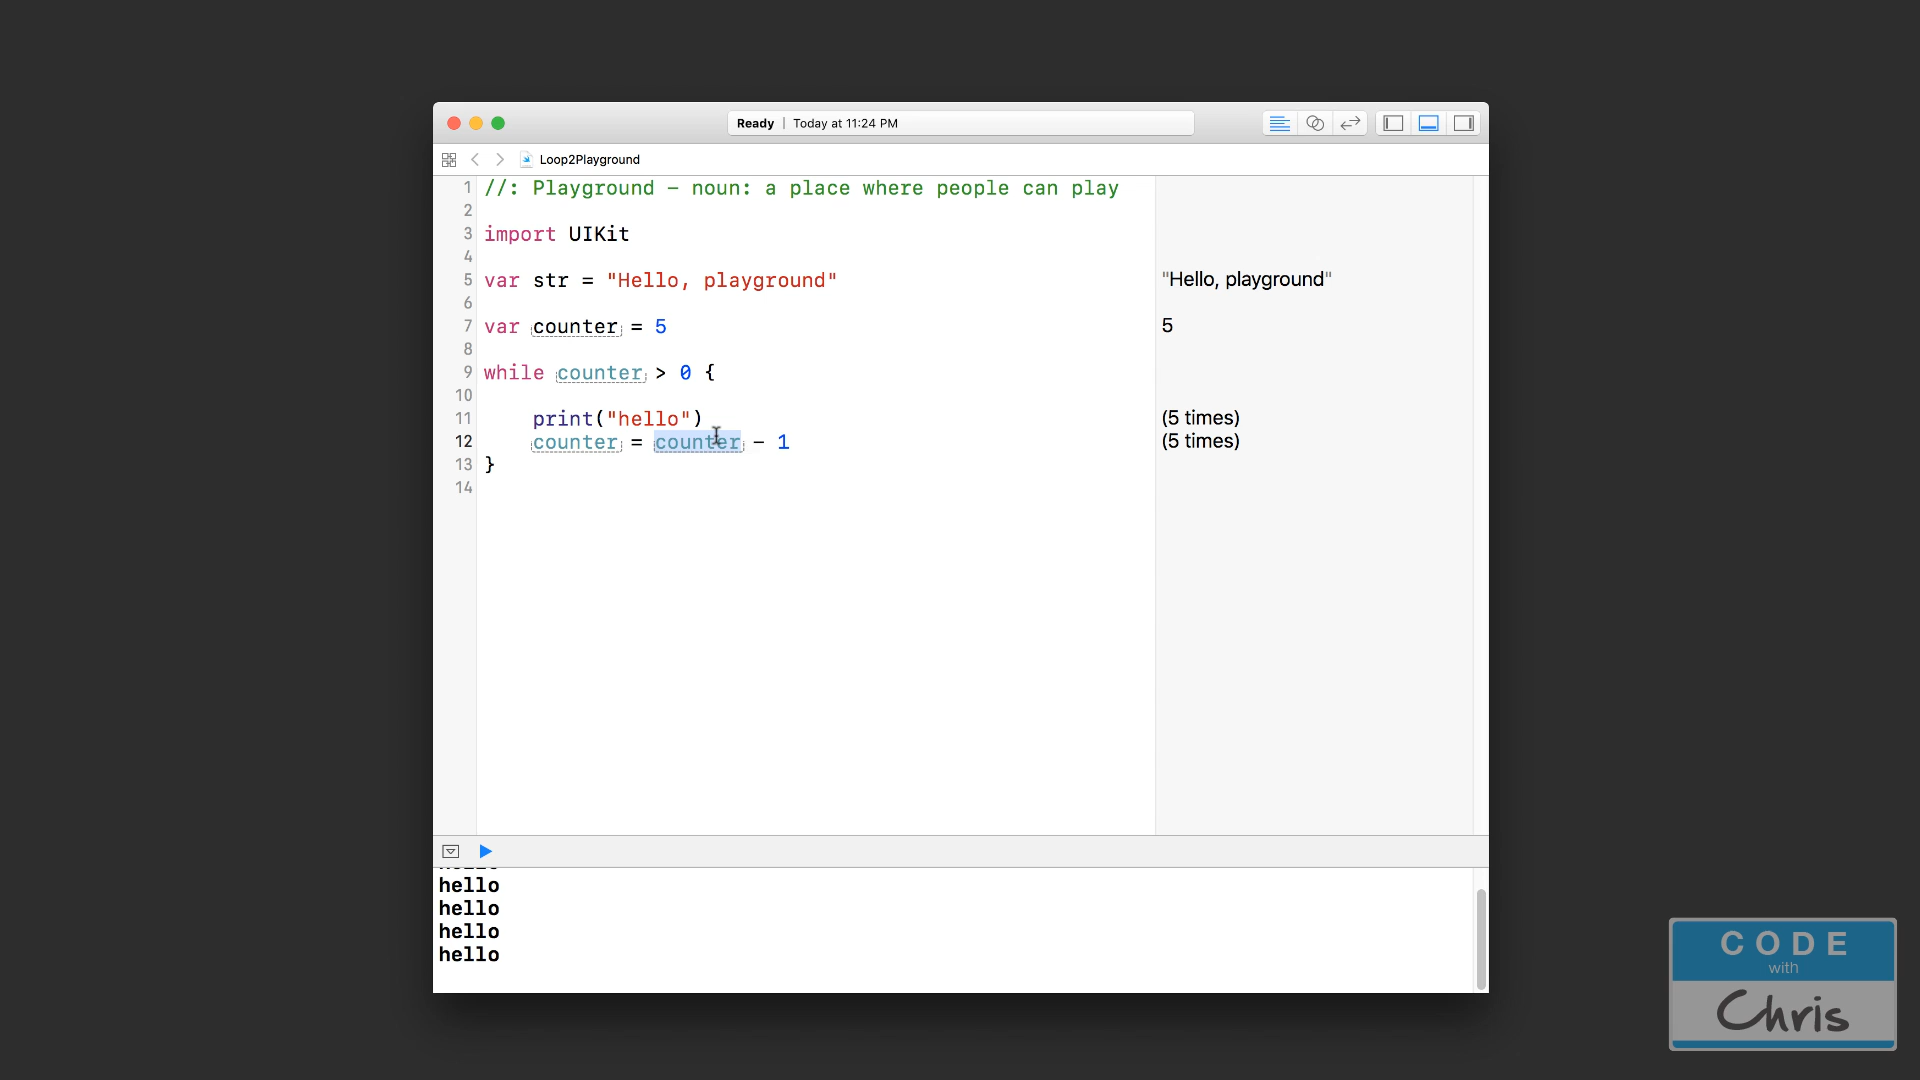 Ready | Today at 11:24 PM
Loop2Playground
1 //: Playground – noun: a place where people can play
2
3 import UIKit
4
5 var str = "Hello, playground" "Hello, playground"
6
7 var counter = 5 5
8
9 while counter > 0 {
10
11 print("hello") (5 times)
12 counter = counter - 1 (5 times)
13 }
14
hello
hello
hello
hello
hello
CODE
with
Chris